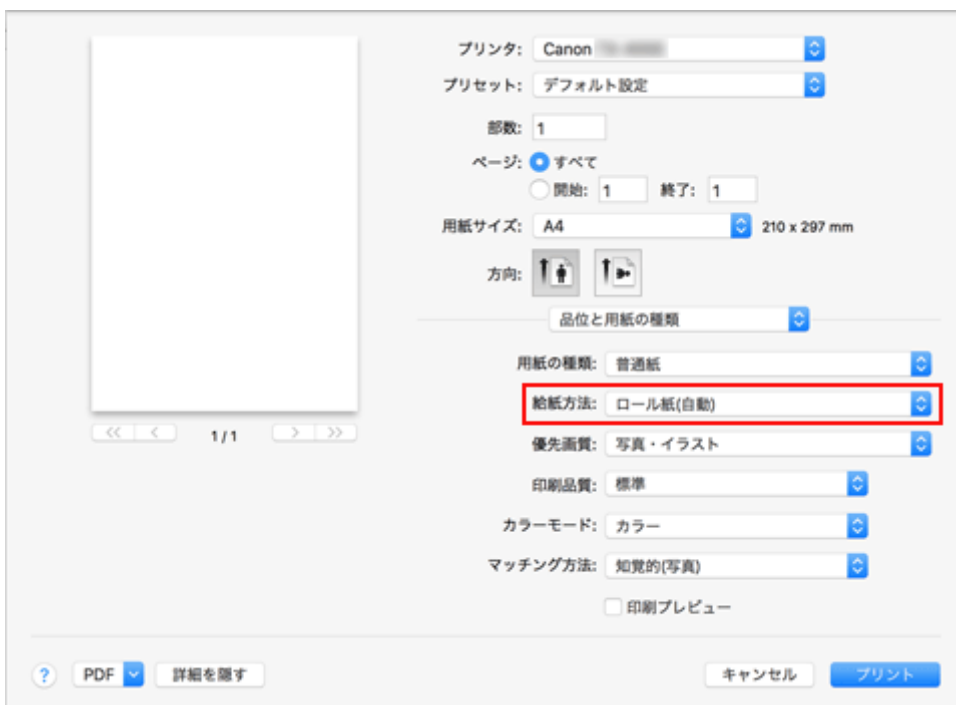 プリンタ: Canon
プリセット: デフォルト設定
部数: 1
ページ: すべて
開始: 1 終了: 1
用紙サイズ: A4 210 x 297 mm
方向:
品位と用紙の種類
用紙の種類: 普通紙
給紙方法: ロール紙(自動)
優先画質: 写真・イラスト
印刷品質: 標準
カラーモード: カラー
マッチング方法: 知覚的(写真)
印刷プレビュー
<< < 1 / 1 > >>
? PDF 詳細を隠す キャンセル プリント